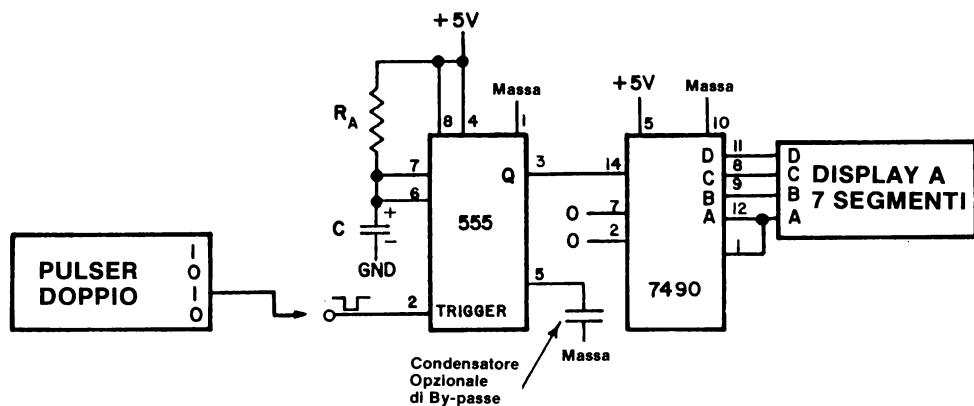 +5V
R_A
8
4
Massa
1
7
6
3
Q
555
C
+
-
GND
2
TRIGGER
5
Massa
Condensatore
Opzionale
di By-passe
PULSER
DOPPIO
1
0
1
0
+5V
5
Massa
10
14
7
2
0
0
7490
D
C
B
A
11
8
9
12
1
D
C
B
A
DISPLAY A
7 SEGMENTI